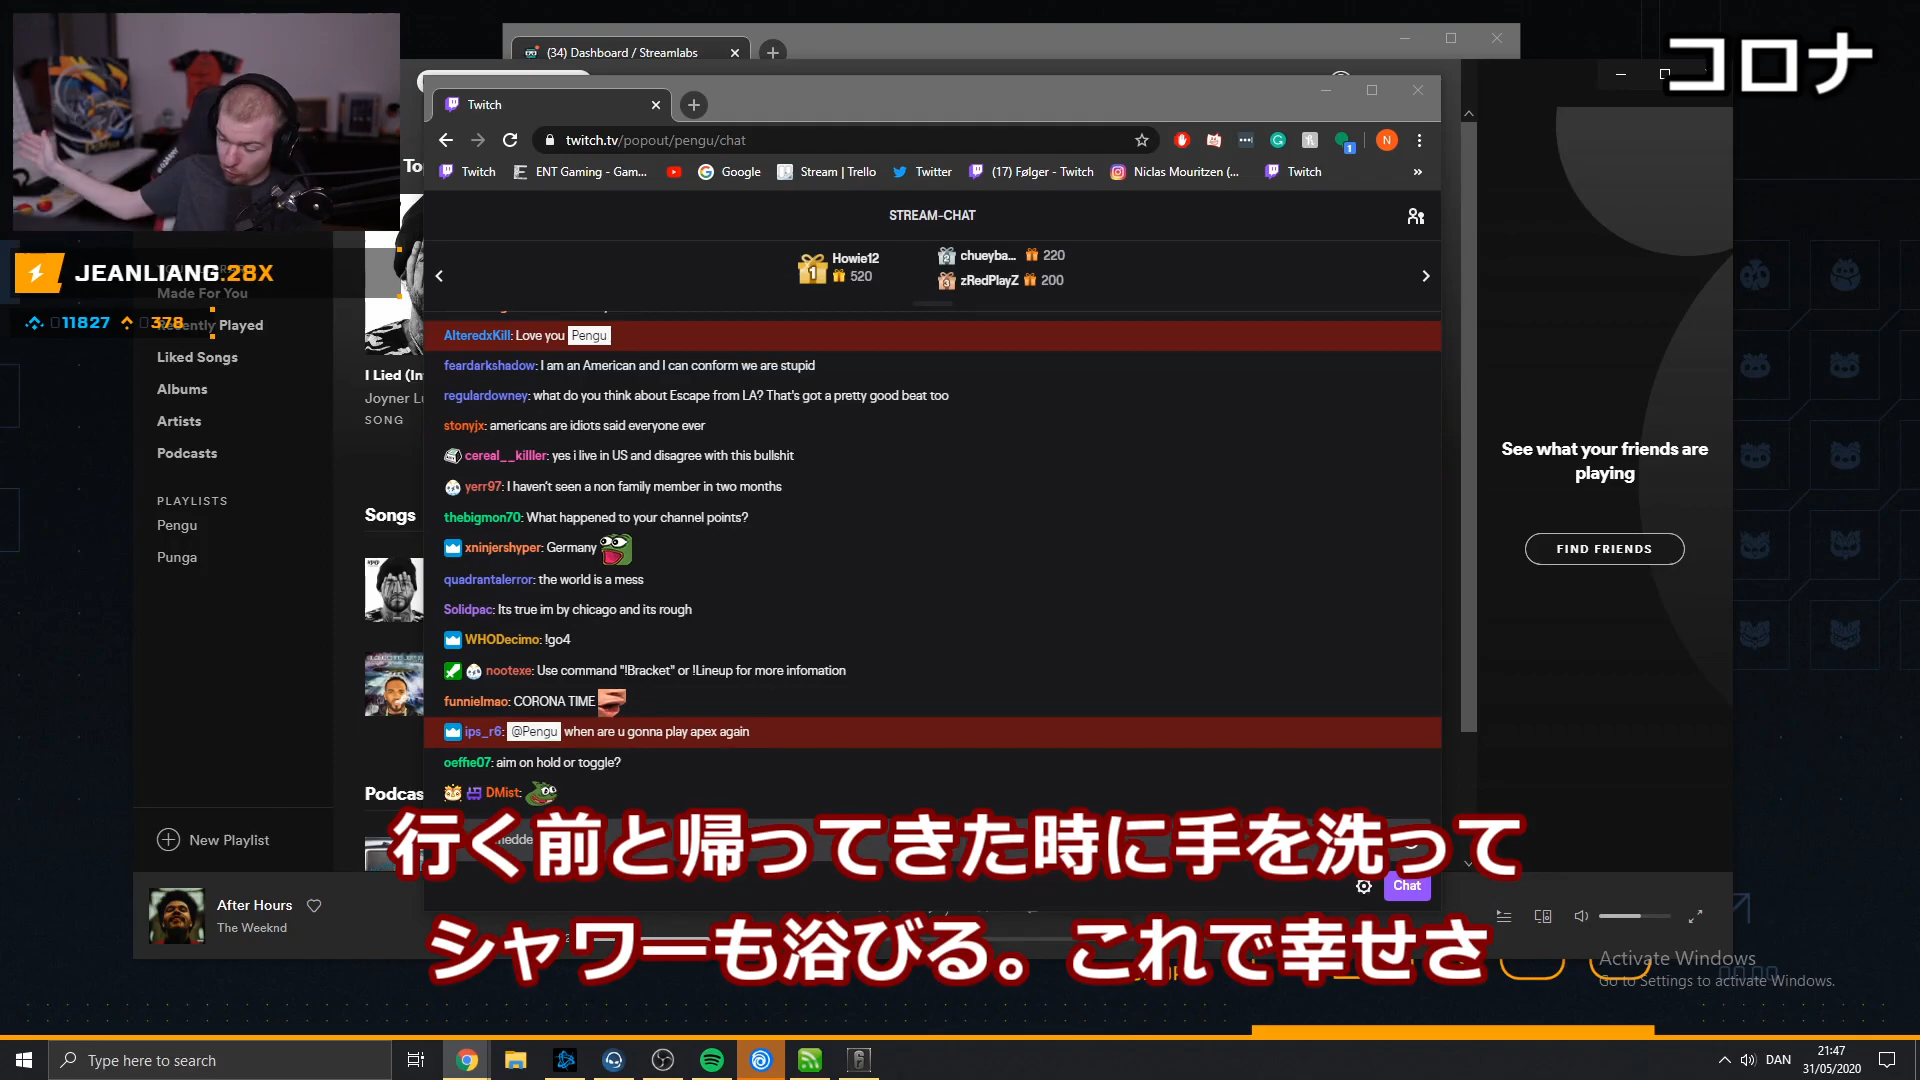 コロナ
(34) Dashboard / Streamlabs
Twitch
twitch.tv/popout/pengu/chat
Twitch
ENT Gaming - Gam...
Google
Stream | Trello
Twitter
(17) Følger - Twitch
Niclas Mouritzen (...
Twitch
»
N
1
STREAM-CHAT
1 Howie12
520
2 chueyba... 220
3 zRedPlayZ 200
JEANLIANG.28X
11827 378
Made For You
Recently Played
Liked Songs
Albums
Artists
Podcasts
PLAYLISTS
Pengu
Punga
New Playlist
Joyner
SONG
Songs
AlteredxKill: Love you Pengu
feardarkshadow: I am an American and I can conform we are stupid
regulardowney: what do you think about Escape from LA? That's got a pretty good beat too
stonyjx: americans are idiots said everyone ever
cereal__killler: yes i live in US and disagree with this bullshit
yerr97: I haven't seen a non family member in two months
thebigmon70: What happened to your channel points?
xninjershyper: Germany
quadrantalerror: the world is a mess
Solidpac: Its true im by chicago and its rough
WHODecimo: !go4
nootexe: Use command "!Bracket" or !Lineup for more infomation
funnielmao: CORONA TIME
ips_r6: @Pengu when are u gonna play apex again
oeffie07: aim on hold or toggle?
DMist:
Chat
See what your friends are
playing
FIND FRIENDS
行く前と帰ってきた時に手を洗って
シャワーも浴びる。これで幸せさ
After Hours
The Weeknd
Activate Windows
Go to Settings to activate Windows.
Type here to search
DAN
21:47
31/05/2020